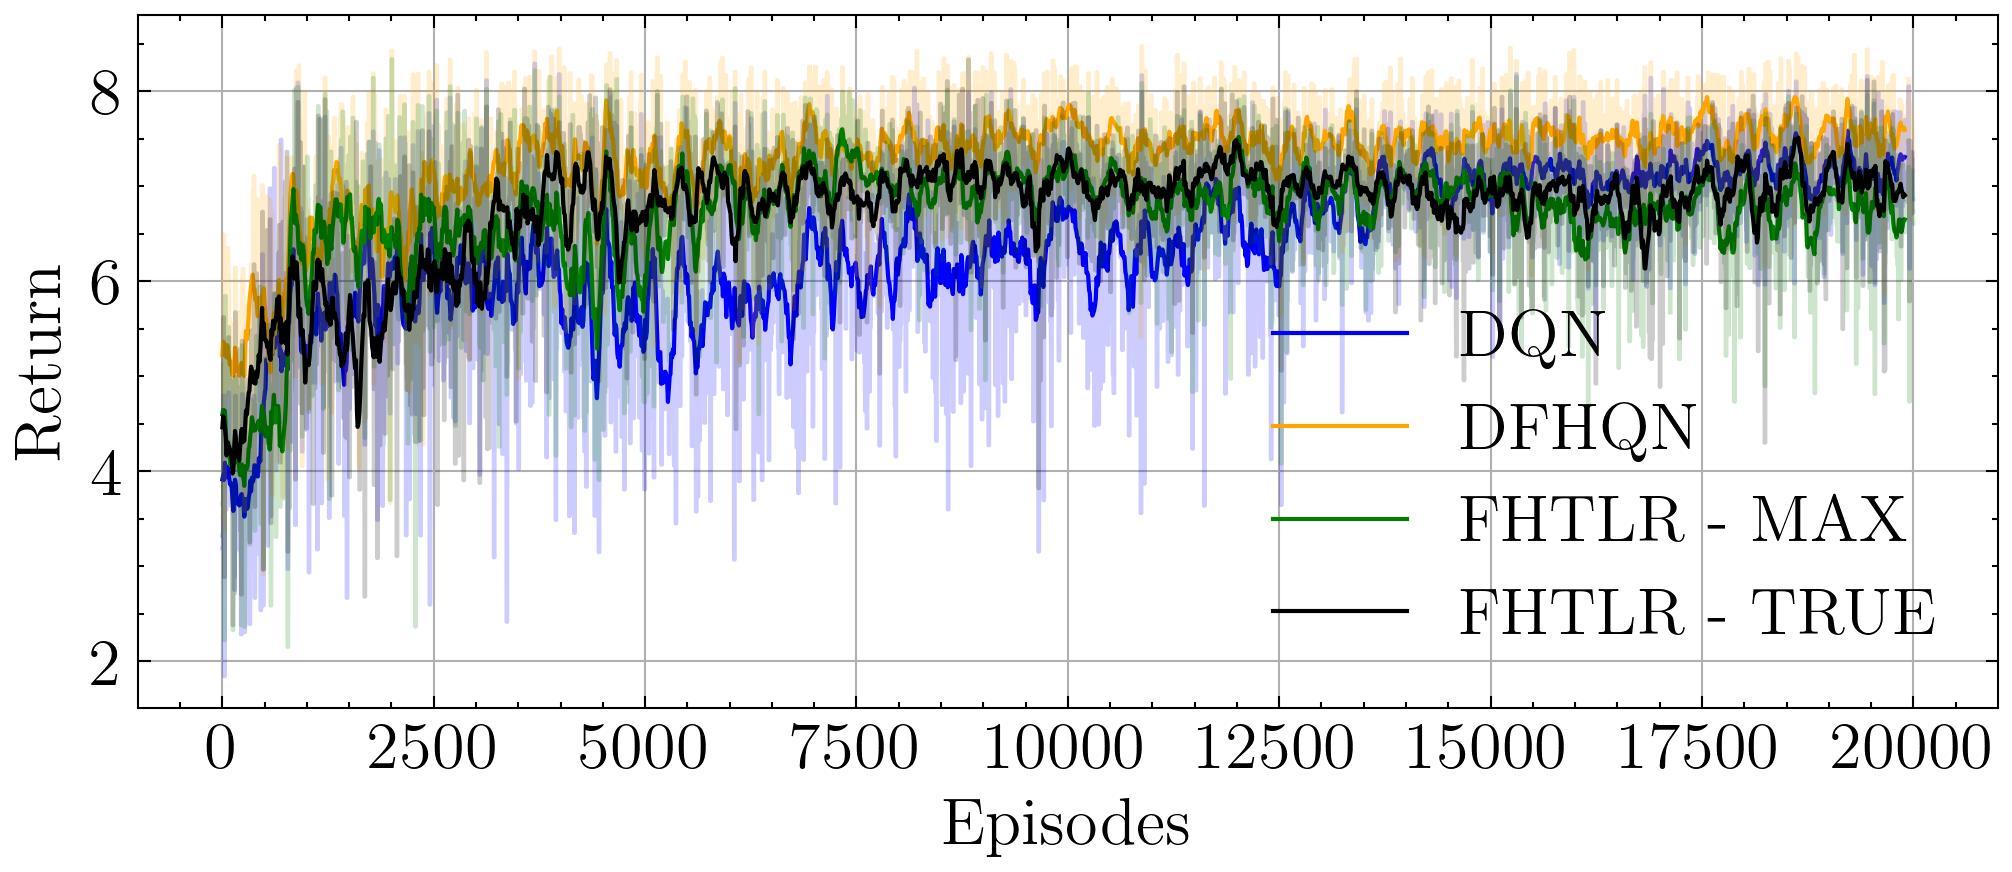 8
6
4
2
Return
0 2500 5000 7500 10000 12500 15000 17500 20000
Episodes
DQN
DFHQN
FHTLR - MAX
FHTLR - TRUE